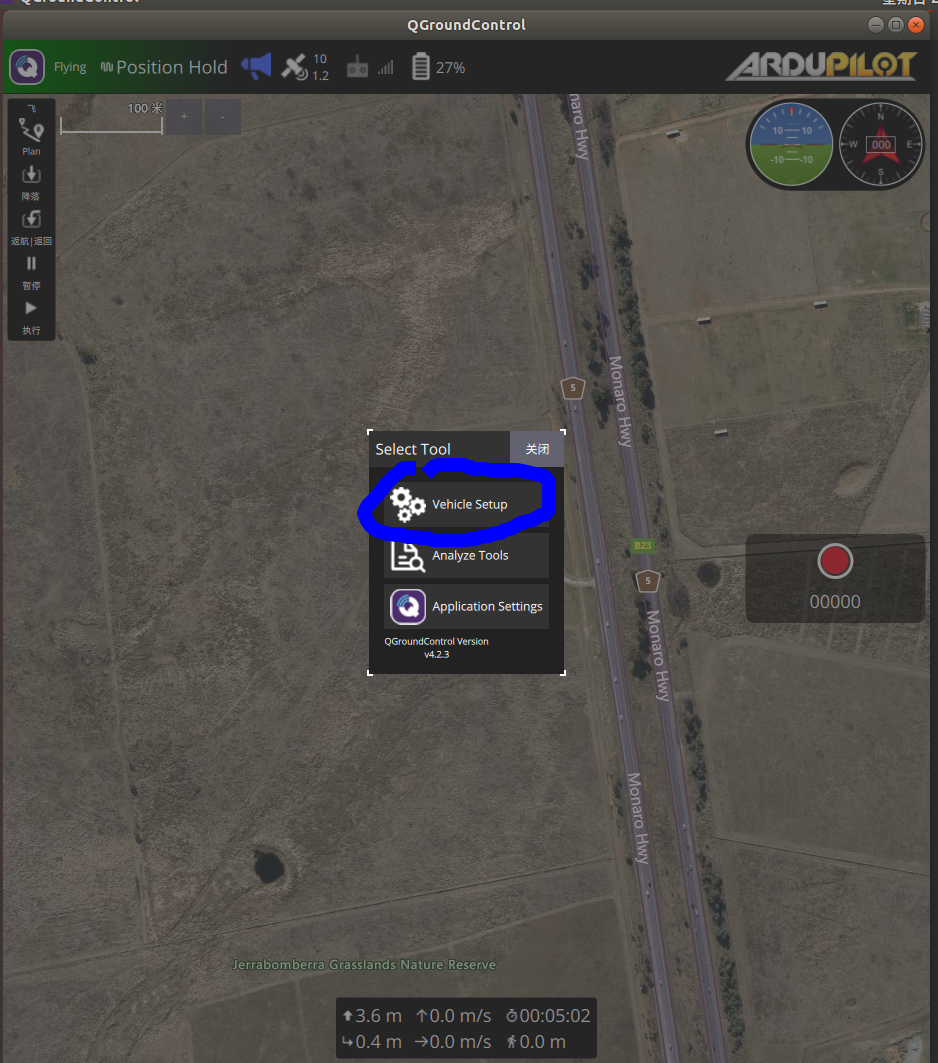 QGroundControl
Flying
Position Hold
10
1.2
27%
ARDUPILOT
100 米
+
-
Plan
降落
返航|返回
暂停
执行
10 10
-10 -10
N
W 000 E
S
Monaro Hwy
5
Monaro Hwy
Select Tool
关闭
Vehicle Setup
Analyze Tools
Application Settings
QGroundControl Version
v4.2.3
B23
5
00000
Monaro Hwy
Monaro Hwy
Jerrabomberra Grasslands Nature Reserve
3.6 m 0.0 m/s 00:05:02
0.4 m 0.0 m/s 0.0 m